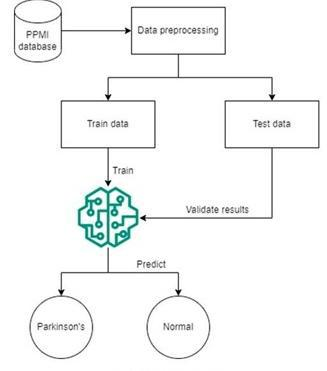 PPMI
database
Data preprocessing
Train data
Test data
Train
Validate results
Predict
Parkinson's
Normal